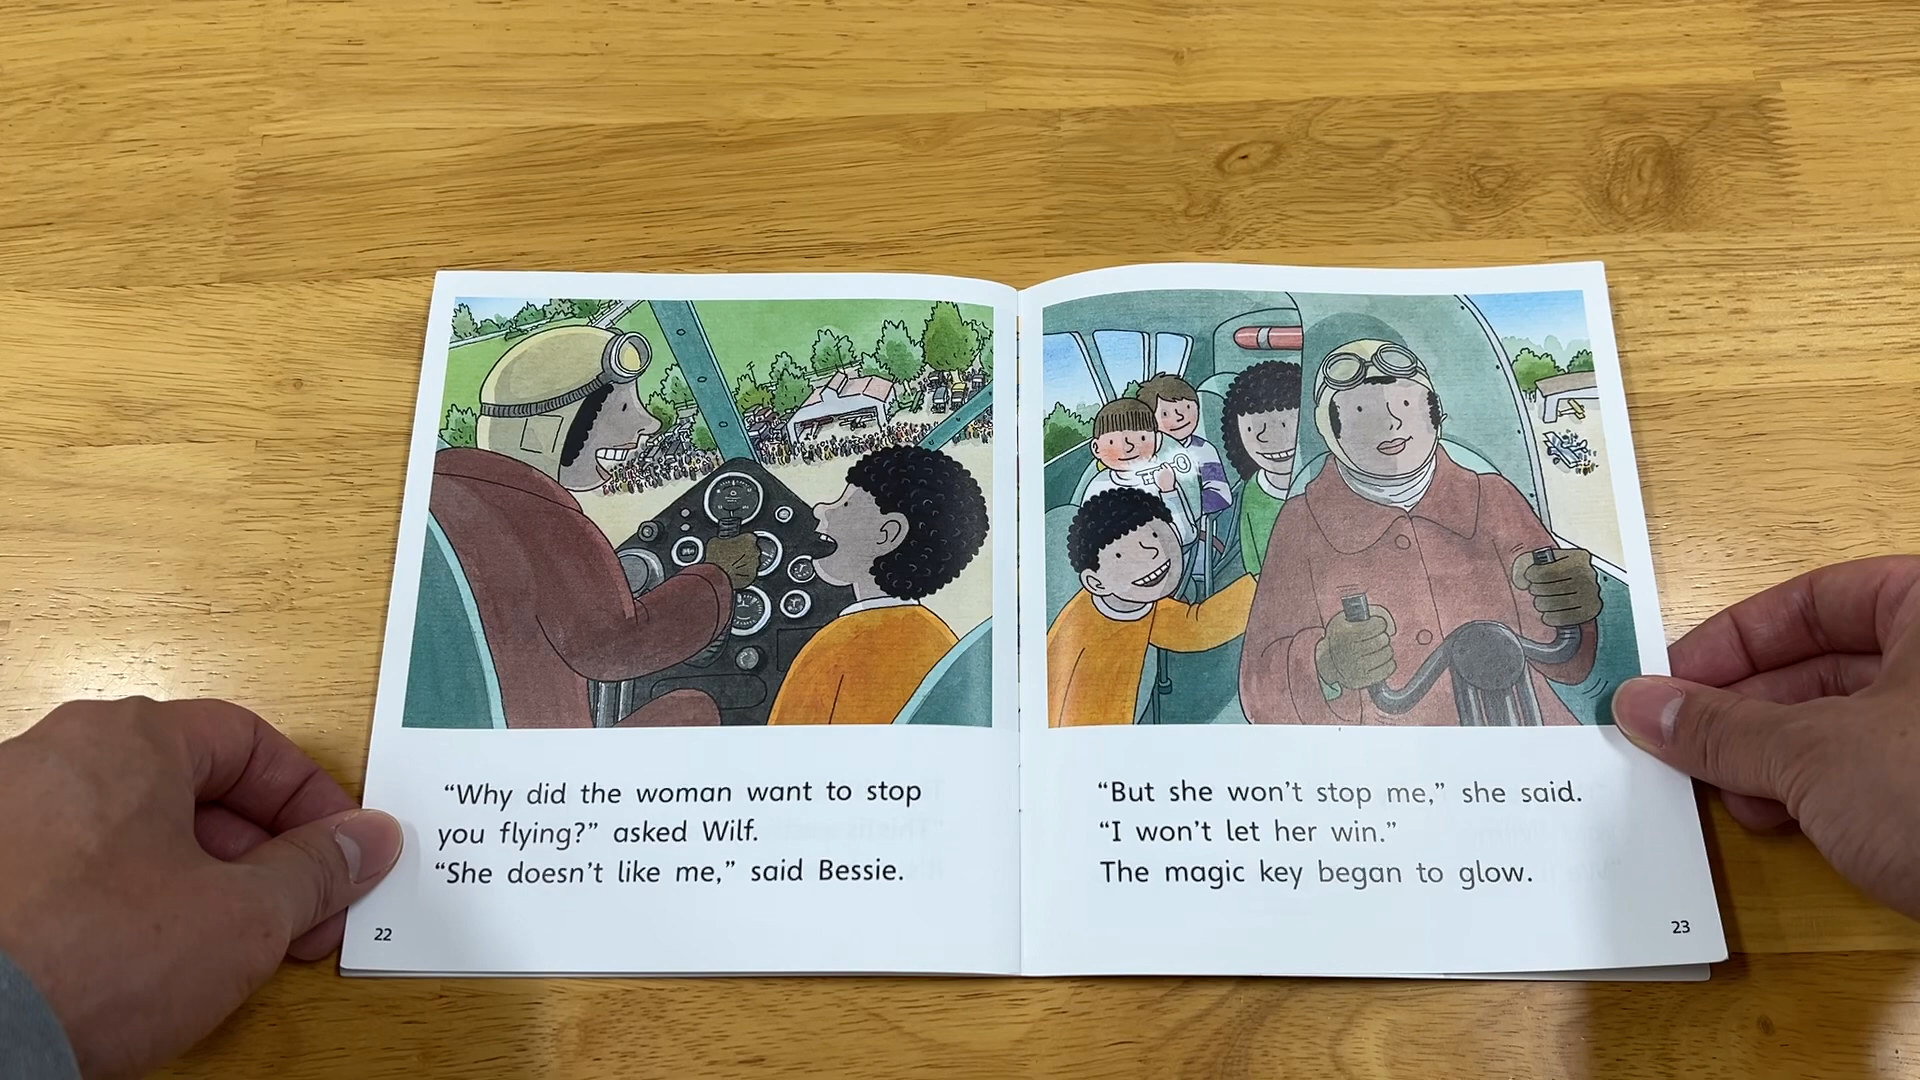 “Why did the woman want to stop
you flying?” asked Wilf.
“She doesn’t like me,” said Bessie.
22
“But she won’t stop me,” she said.
“I won’t let her win.”
The magic key began to glow.
23